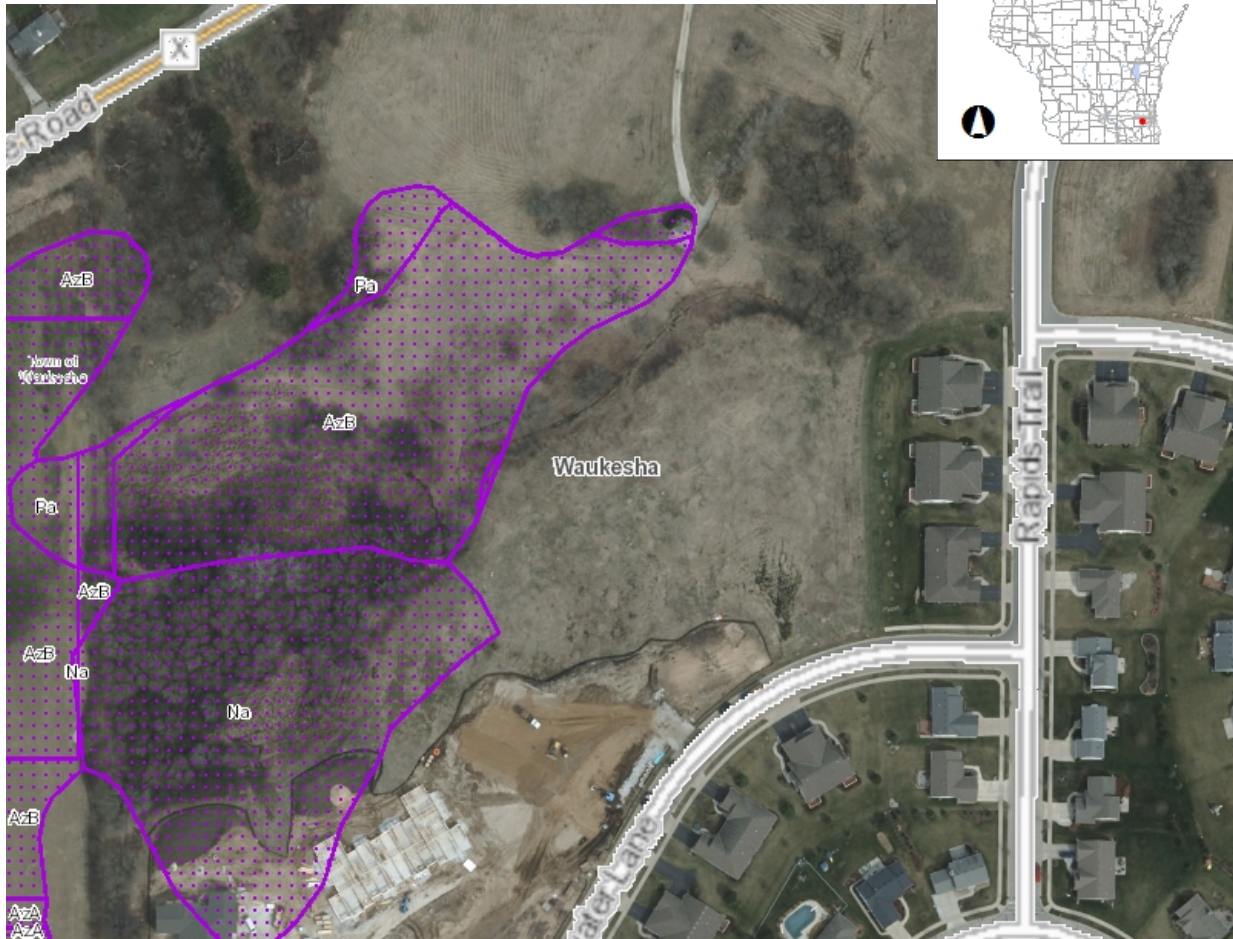 X
e Road
AzB
Pa
Town of
Waukesha
AzB
Waukesha
Pa
Rapids Trail
AzB
AzB
Na
Na
AzB
ater Lane
AzA
AzA